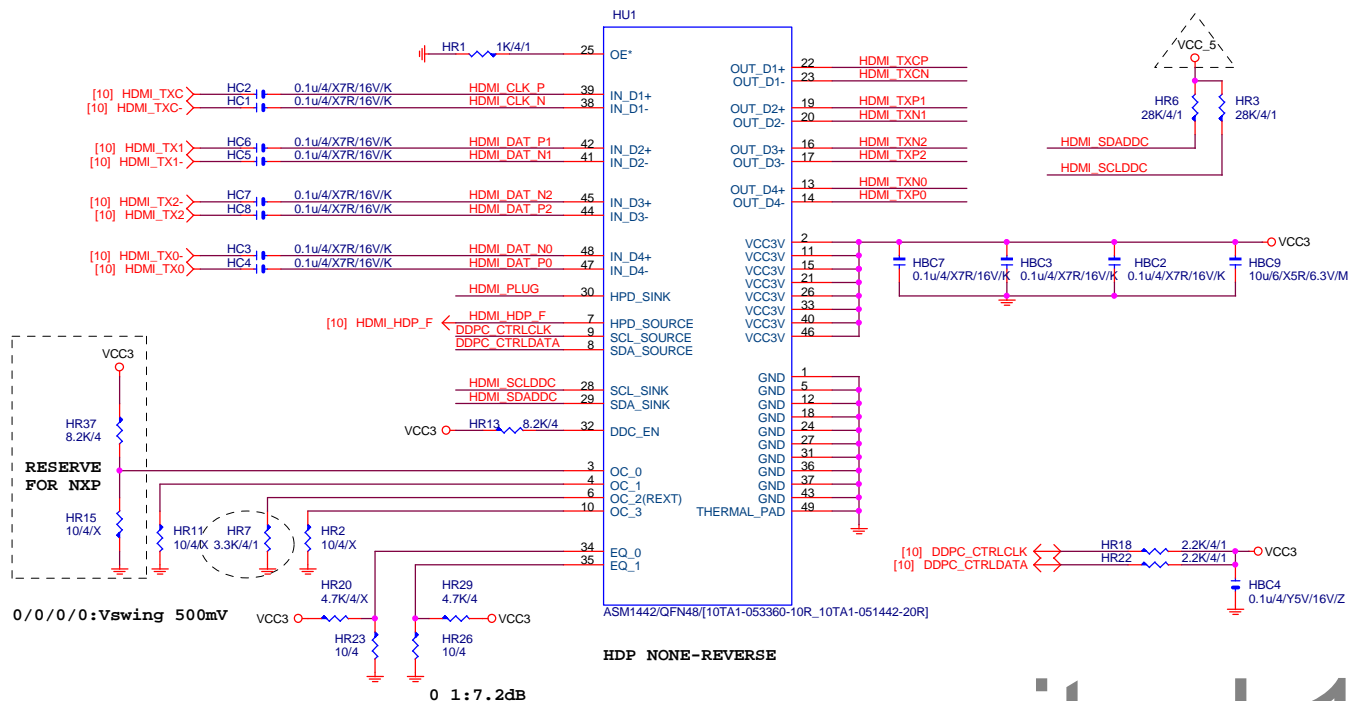 HU1
HR1 1K/4/1 25 OE*
[10] HDMI_TXC HC2 0.1u/4/X7R/16V/K HDMI_CLK_P 39 IN_D1+
[10] HDMI_TXC- HC1 0.1u/4/X7R/16V/K HDMI_CLK_N 38 IN_D1-
[10] HDMI_TX1 HC6 0.1u/4/X7R/16V/K HDMI_DAT_P1 42 IN_D2+
[10] HDMI_TX1- HC5 0.1u/4/X7R/16V/K HDMI_DAT_N1 41 IN_D2-
[10] HDMI_TX2- HC7 0.1u/4/X7R/16V/K HDMI_DAT_N2 45 IN_D3+
[10] HDMI_TX2 HC8 0.1u/4/X7R/16V/K HDMI_DAT_P2 44 IN_D3-
[10] HDMI_TX0- HC3 0.1u/4/X7R/16V/K HDMI_DAT_N0 48 IN_D4+
[10] HDMI_TX0 HC4 0.1u/4/X7R/16V/K HDMI_DAT_P0 47 IN_D4-
HDMI_PLUG 30 HPD_SINK
[10] HDMI_HDP_F HDMI_HDP_F 7 HPD_SOURCE
DDPC_CTRLCLK 9 SCL_SOURCE
DDPC_CTRLDATA 8 SDA_SOURCE
HDMI_SCLDDC 28 SCL_SINK
HDMI_SDADDC 29 SDA_SINK
VCC3 HR13 8.2K/4 32 DDC_EN
3 OC_0
4 OC_1
6 OC_2(REXT)
10 OC_3
34 EQ_0
35 EQ_1
OUT_D1+ 22 HDMI_TXCP
OUT_D1- 23 HDMI_TXCN
OUT_D2+ 19 HDMI_TXP1
OUT_D2- 20 HDMI_TXN1
OUT_D3+ 16 HDMI_TXN2
OUT_D3- 17 HDMI_TXP2
OUT_D4+ 13 HDMI_TXN0
OUT_D4- 14 HDMI_TXP0
VCC3V 2
VCC3V 11
VCC3V 15
VCC3V 21
VCC3V 26
VCC3V 33
VCC3V 40
VCC3V 46
GND 1
GND 5
GND 12
GND 18
GND 24
GND 27
GND 31
GND 36
GND 37
GND 43
THERMAL_PAD 49
ASM1442/QFN48/[10TA1-053360-10R_10TA1-051442-20R]
HDP NONE-REVERSE
VCC_5
HR6 HR3
28K/4/1 28K/4/1
HDMI_SDADDC
HDMI_SCLDDC
VCC3
HBC7 HBC3 HBC2 HBC9
0.1u/4/X7R/16V/K 0.1u/4/X7R/16V/K 0.1u/4/X7R/16V/K 10u/6/X5R/6.3V/M
VCC3
HR37
8.2K/4
RESERVE
FOR NXP
HR15
10/4/X
HR11
10/4/X
HR7
3.3K/4/1
HR2
10/4/X
0/0/0/0:Vswing 500mV
HR20
4.7K/4/X
VCC3
HR23
10/4
HR29
4.7K/4
VCC3
HR26
10/4
0 1:7.2dB
[10] DDPC_CTRLCLK HR18 2.2K/4/1 VCC3
[10] DDPC_CTRLDATA HR22 2.2K/4/1
HBC4
0.1u/4/Y5V/16V/Z